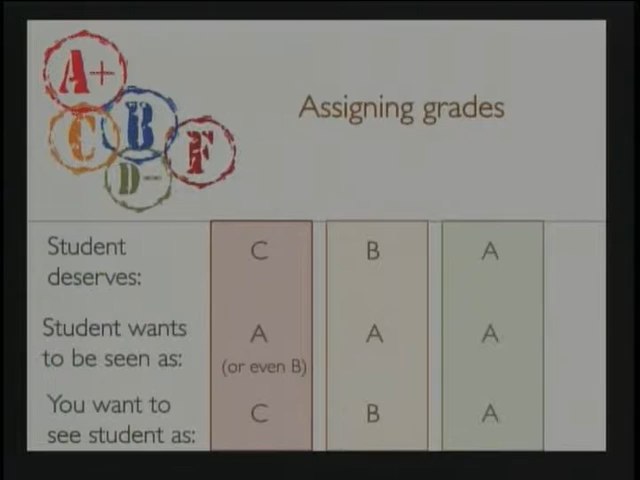 A+
C
B
F
D-
Assigning grades
Student
deserves:
C
B
A
Student wants
to be seen as:
A
(or even B)
A
A
You want to
see student as:
C
B
A